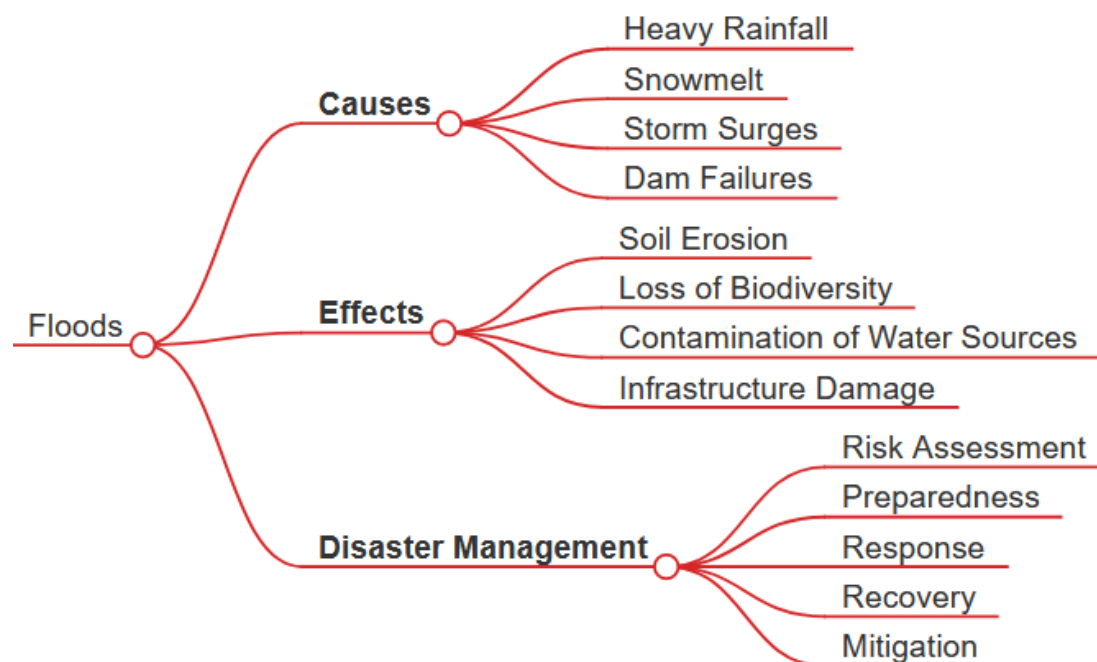 Floods
Causes
Heavy Rainfall
Snowmelt
Storm Surges
Dam Failures
Effects
Soil Erosion
Loss of Biodiversity
Contamination of Water Sources
Infrastructure Damage
Disaster Management
Risk Assessment
Preparedness
Response
Recovery
Mitigation